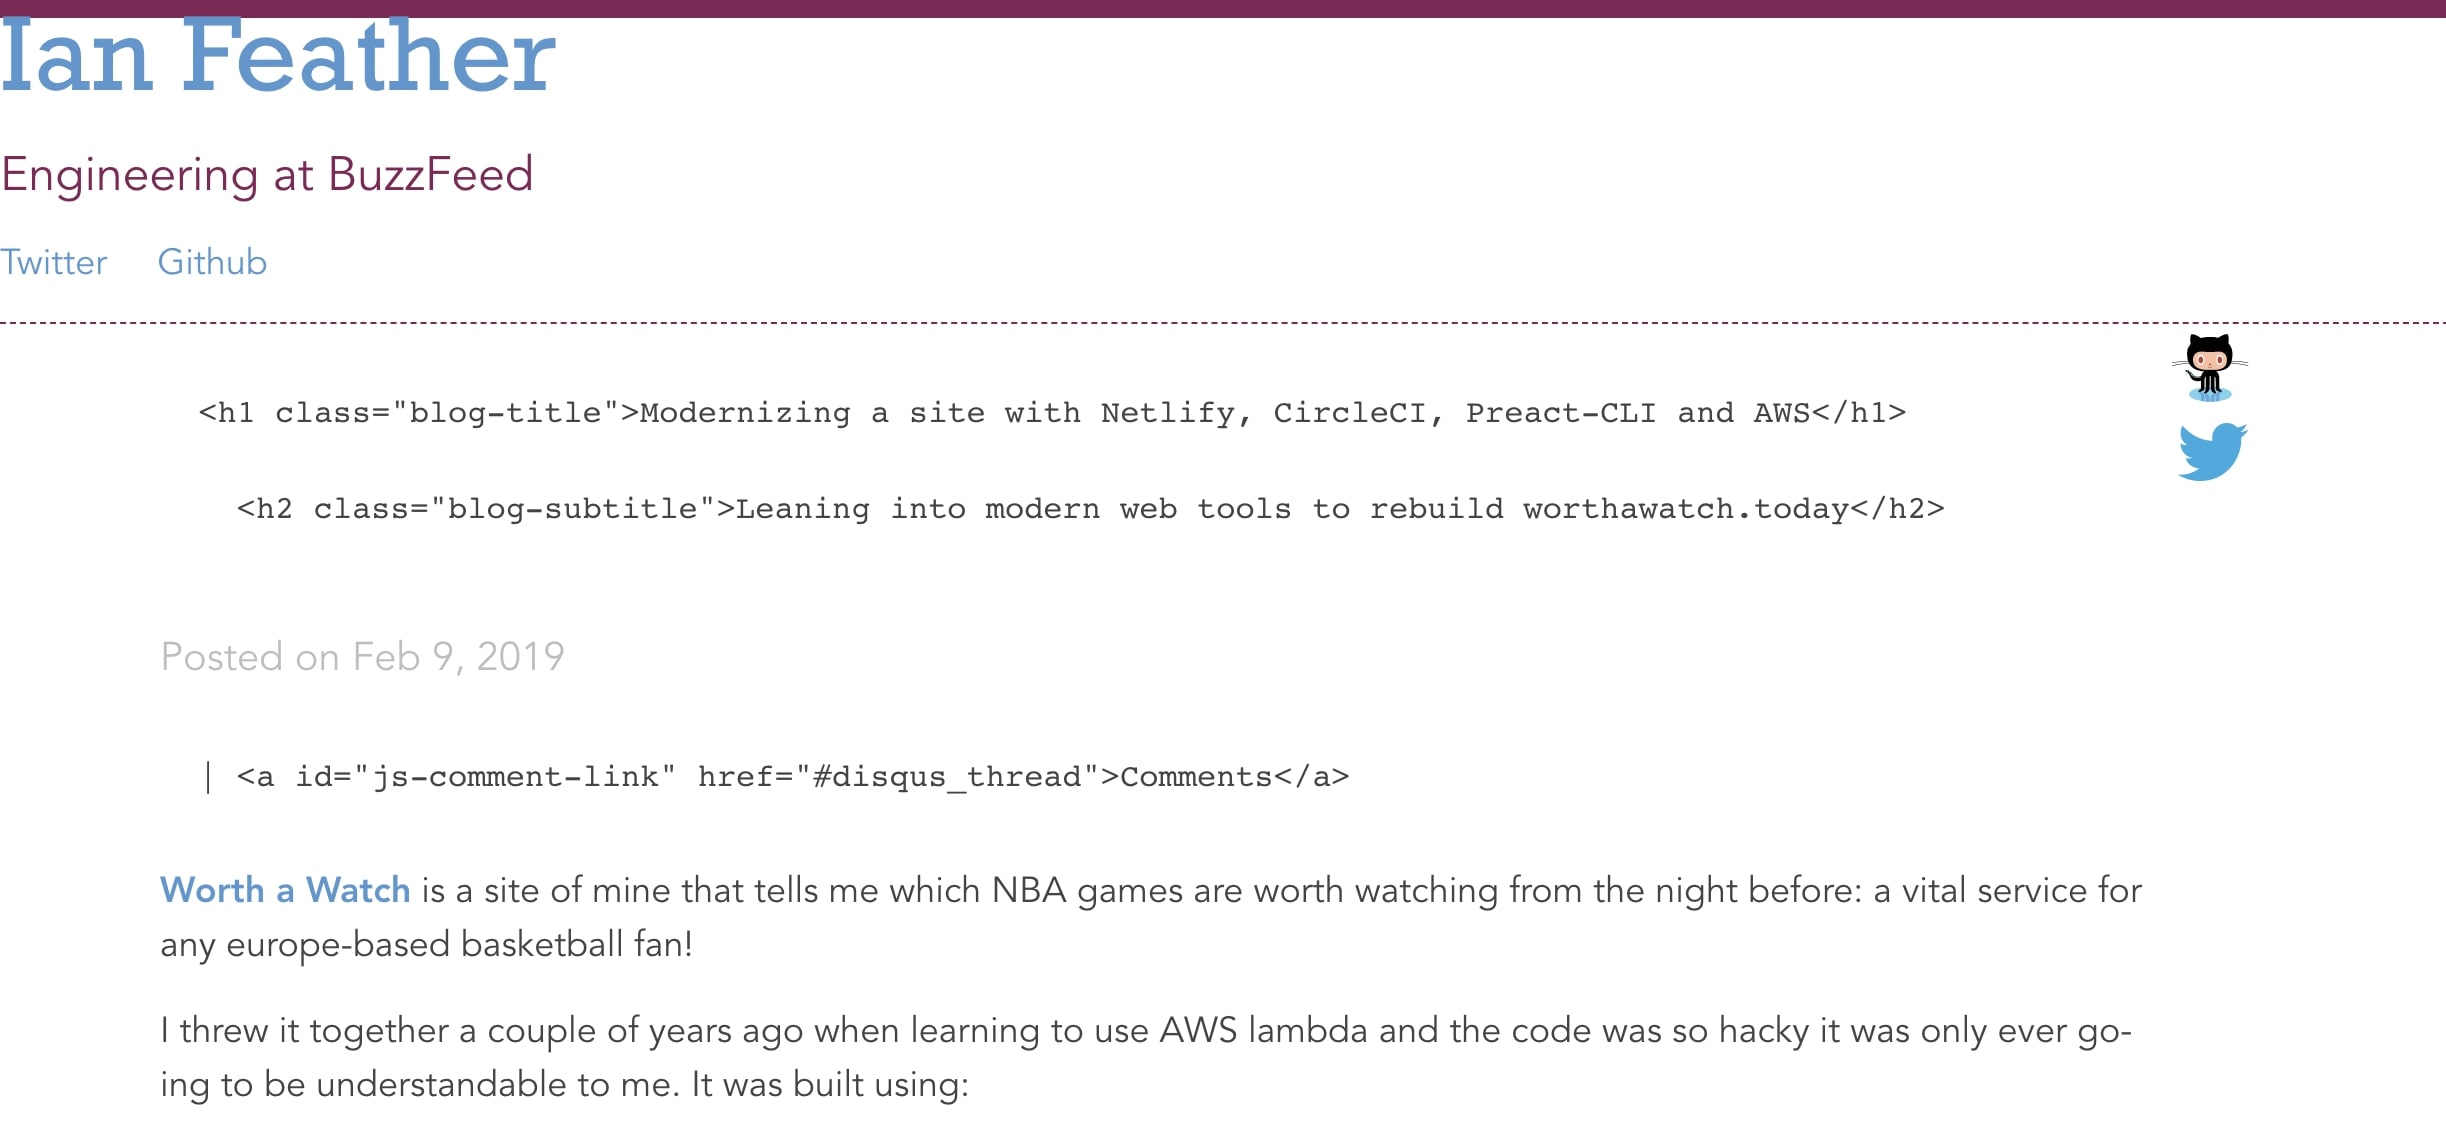 Ian Feather
Engineering at BuzzFeed
Twitter Github
<h1 class="blog-title">Modernizing a site with Netlify, CircleCI, Preact-CLI and AWS</h1>
<h2 class="blog-subtitle">Leaning into modern web tools to rebuild worthawatch.today</h2>
Posted on Feb 9, 2019
| <a id="js-comment-link" href="#disqus_thread">Comments</a>
Worth a Watch is a site of mine that tells me which NBA games are worth watching from the night before: a vital service for
any europe-based basketball fan!
I threw it together a couple of years ago when learning to use AWS lambda and the code was so hacky it was only ever go-
ing to be understandable to me. It was built using: